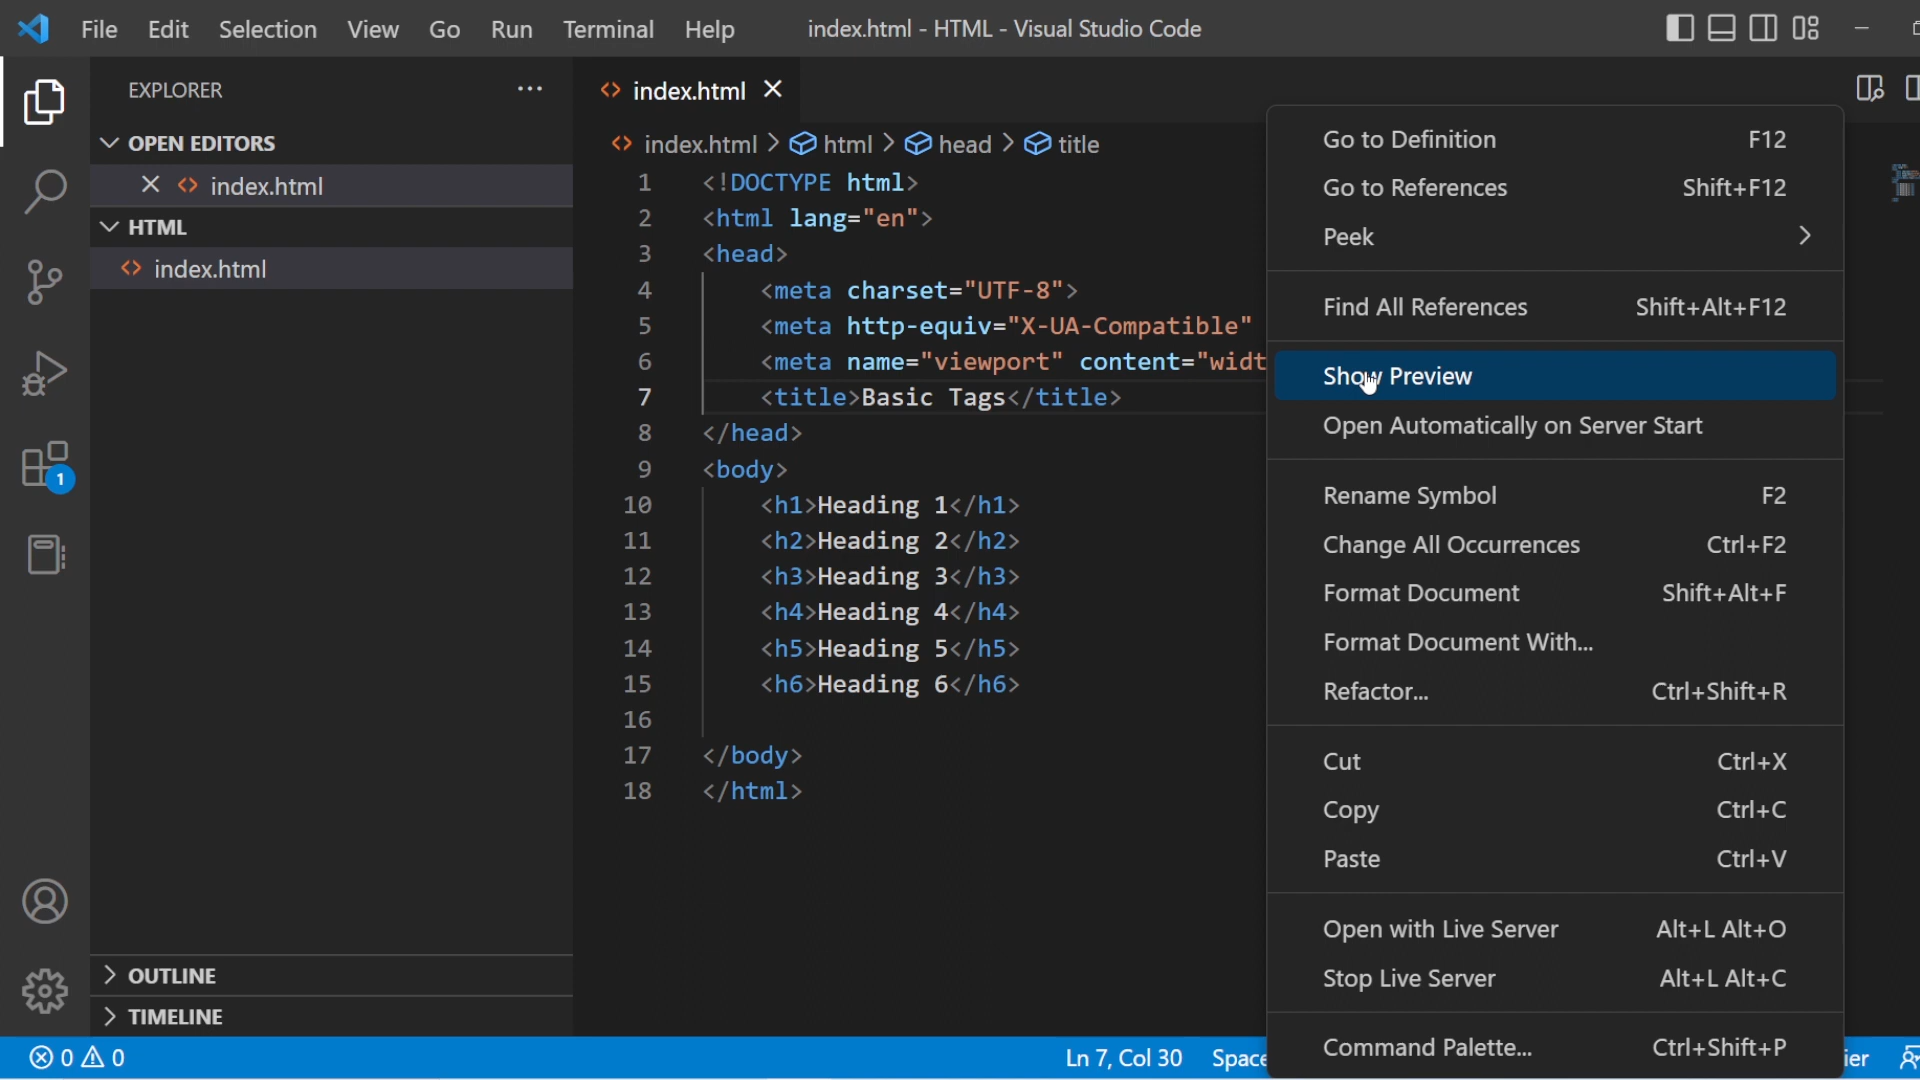 File Edit Selection View Go Run Terminal Help index.html - HTML - Visual Studio Code
EXPLORER ...
OPEN EDITORS
index.html
HTML
index.html
1
OUTLINE
TIMELINE
index.html
index.html > html > head > title
1 <!DOCTYPE html>
2 <html lang="en">
3 <head>
4 <meta charset="UTF-8">
5 <meta http-equiv="X-UA-Compatible"
6 <meta name="viewport" content="widt
7 <title>Basic Tags</title>
8 </head>
9 <body>
10 <h1>Heading 1</h1>
11 <h2>Heading 2</h2>
12 <h3>Heading 3</h3>
13 <h4>Heading 4</h4>
14 <h5>Heading 5</h5>
15 <h6>Heading 6</h6>
16
17 </body>
18 </html>
Go to Definition F12
Go to References Shift+F12
Peek
Find All References Shift+Alt+F12
Show Preview
Open Automatically on Server Start
Rename Symbol F2
Change All Occurrences Ctrl+F2
Format Document Shift+Alt+F
Format Document With...
Refactor... Ctrl+Shift+R
Cut Ctrl+X
Copy Ctrl+C
Paste Ctrl+V
Open with Live Server Alt+L Alt+O
Stop Live Server Alt+L Alt+C
Command Palette... Ctrl+Shift+P
0 0 Ln 7, Col 30 Space ier